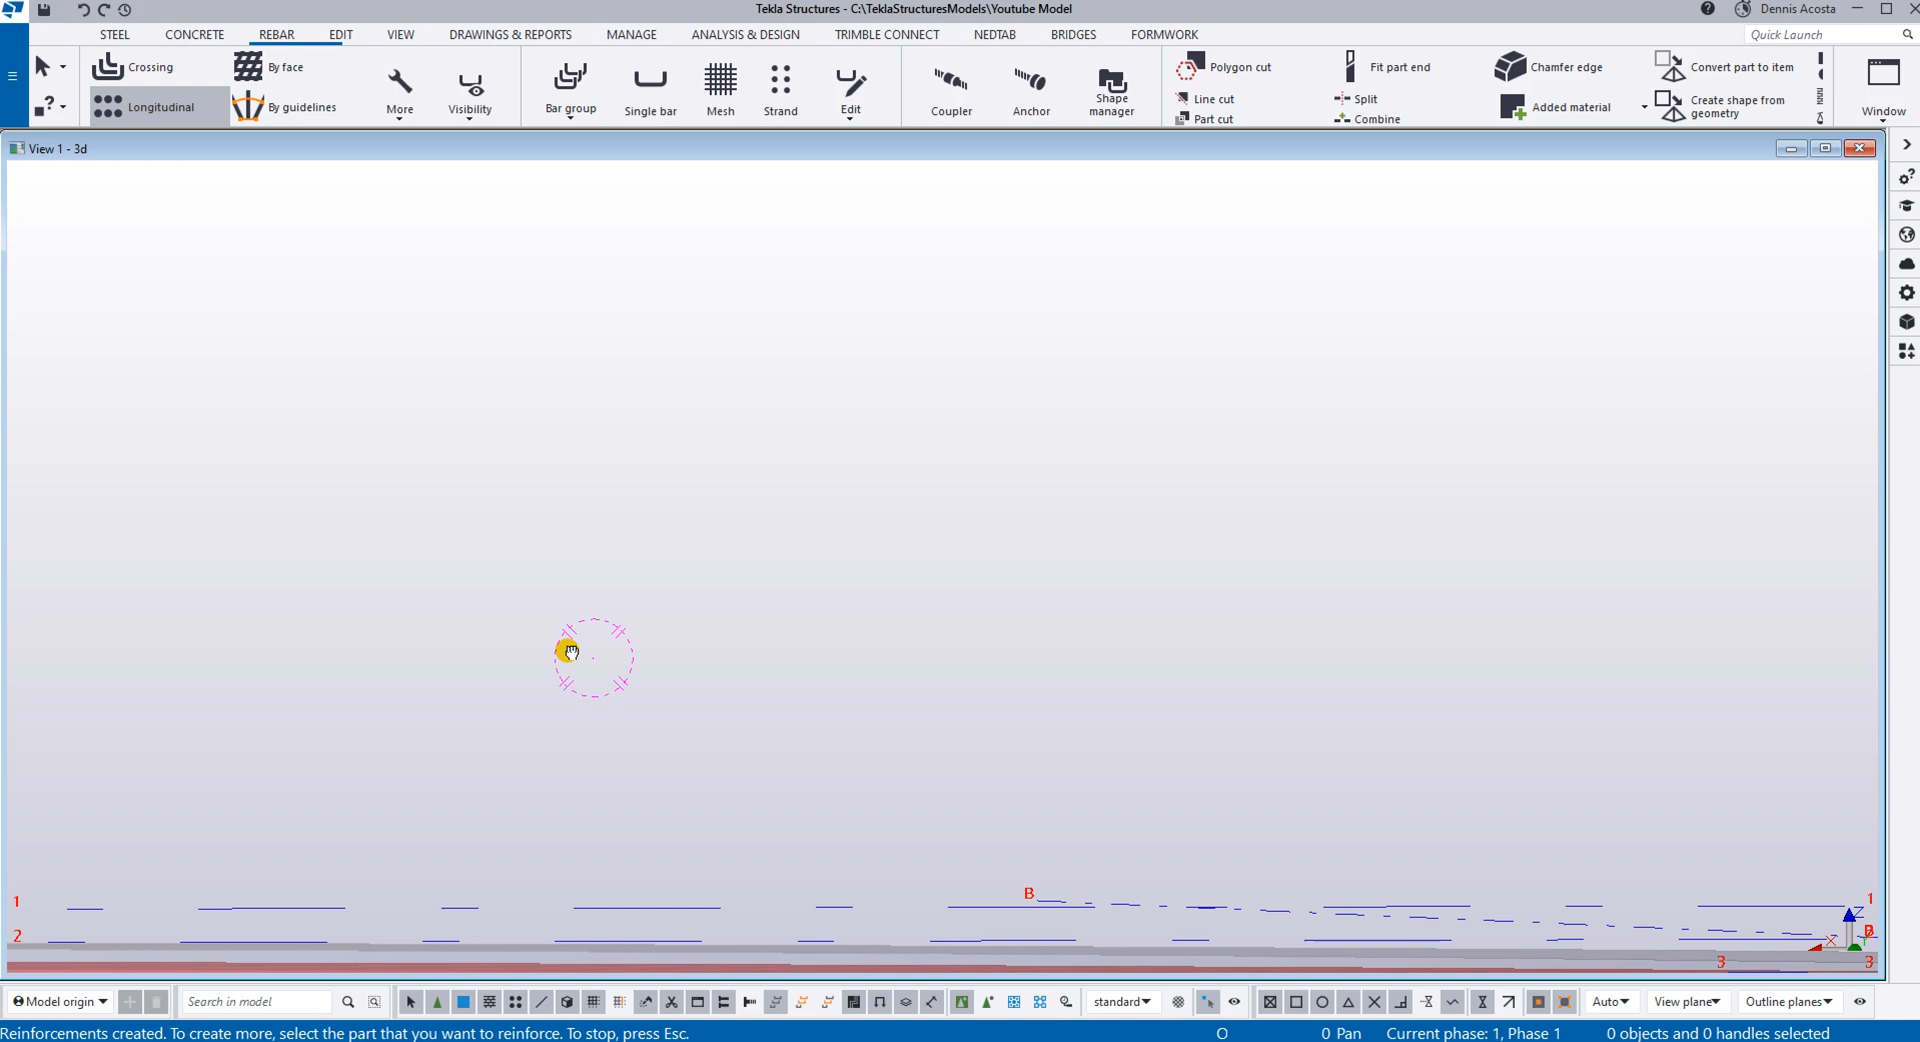 Tekla Structures - C:\TeklaStructuresModels\Youtube Model
Dennis Acosta
STEEL CONCRETE REBAR EDIT VIEW DRAWINGS & REPORTS MANAGE ANALYSIS & DESIGN TRIMBLE CONNECT NEDTAB BRIDGES FORMWORK
Quick Launch
Crossing
Longitudinal
By face
By guidelines
More
Visibility
Bar group
Single bar
Mesh
Strand
Edit
Coupler
Anchor
Shape
manager
Polygon cut
Line cut
Part cut
Fit part end
Split
Combine
Chamfer edge
Added material
Convert part to item
Create shape from
geometry
Window
View 1 - 3d
B
1
1
Z
2
X
B
3
3
Model origin
Search in model
standard
Auto
View plane
Outline planes
Reinforcements created. To create more, select the part that you want to reinforce. To stop, press Esc.
O
0 Pan
Current phase: 1, Phase 1
0 objects and 0 handles selected